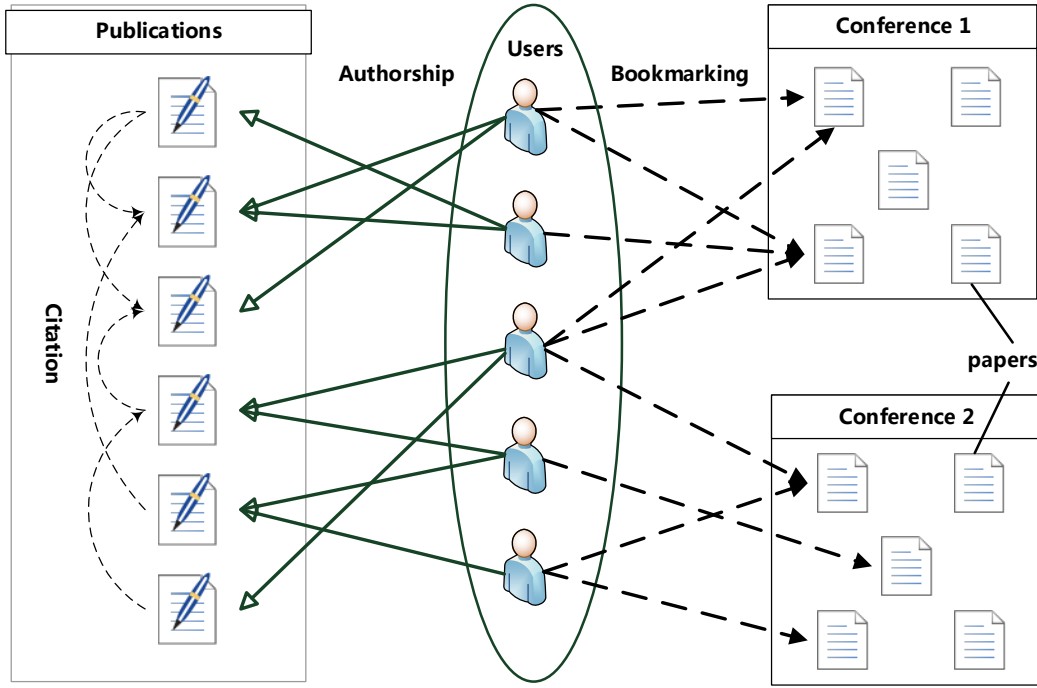 Publications
Users
Conference 1
Authorship
Bookmarking
Citation
papers
Conference 2